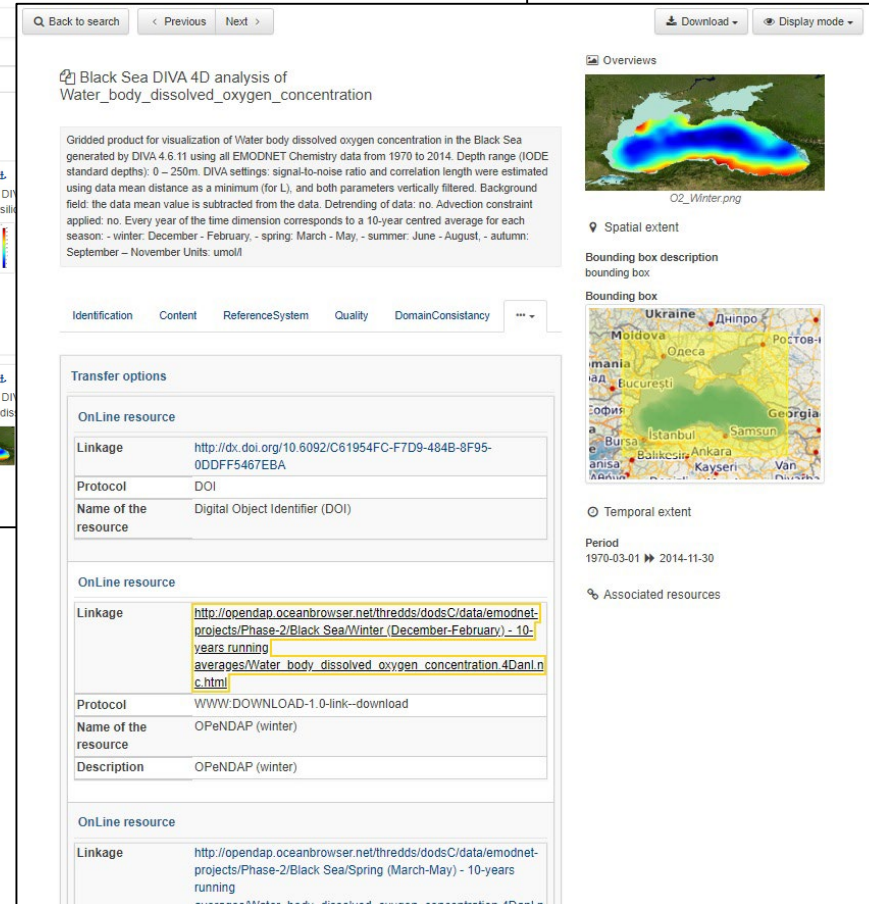 Back to search
< Previous Next >
Download
Display mode
Black Sea DIVA 4D analysis of
Water_body_dissolved_oxygen_concentration
Gridded product for visualization of Water body dissolved oxygen concentration in the Black Sea
generated by DIVA 4.6.11 using all EMODNET Chemistry data from 1970 to 2014. Depth range (IODE
standard depths): 0 – 250m. DIVA settings: signal-to-noise ratio and correlation length were estimated
using data mean distance as a minimum (for L), and both parameters vertically filtered. Background
field: the data mean value is subtracted from the data. Detrending of data: no. Advection constraint
applied: no. Every year of the time dimension corresponds to a 10-year centred average for each
season: - winter: December - February, - spring: March - May, - summer: June - August, - autumn:
September – November Units: umol/l
Identification Content ReferenceSystem Quality DomainConsistancy ...
Transfer options
OnLine resource
Linkage http://dx.doi.org/10.6092/C61954FC-F7D9-484B-8F95-
0DDFF5467EBA
Protocol DOI
Name of the Digital Object Identifier (DOI)
resource
OnLine resource
Linkage http://opendap.oceanbrowser.net/thredds/dodsC/data/emodnet-
projects/Phase-2/Black Sea/Winter (December-February) - 10-
years running
averages/Water_body_dissolved_oxygen_concentration.4Danl.n
c.html
Protocol WWW:DOWNLOAD-1.0-link--download
Name of the OPeNDAP (winter)
resource
Description OPeNDAP (winter)
OnLine resource
Linkage http://opendap.oceanbrowser.net/thredds/dodsC/data/emodnet-
projects/Phase-2/Black Sea/Spring (March-May) - 10-years
running
Overviews
O2_Winter.png
Spatial extent
Bounding box description
bounding box
Bounding box
Ukraine
Дніпро
Moldova
Одеса
București
Georgia
Istanbul
Samsun
Bursa
Ankara
Balıkesir
Kayseri
Van
Temporal extent
Period
1970-03-01 2014-11-30
Associated resources